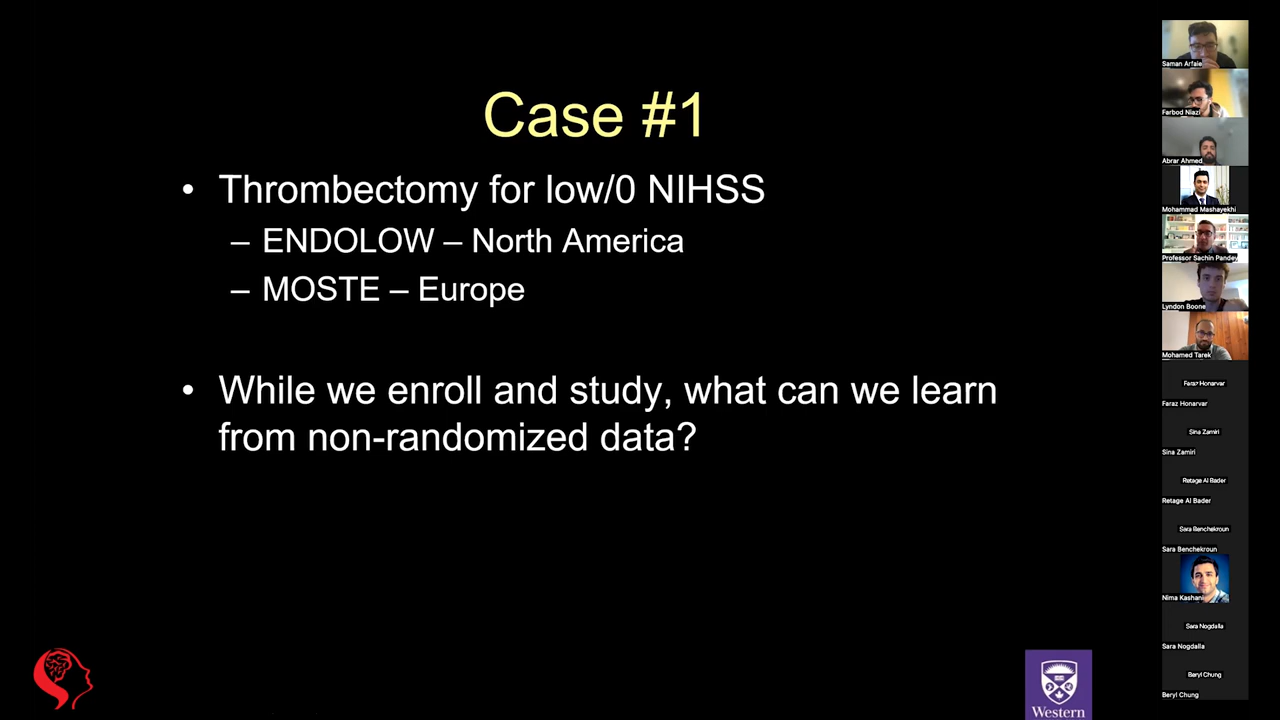 Case #1
• Thrombectomy for low/0 NIHSS
– ENDOLOW – North America
– MOSTE – Europe
• While we enroll and study, what can we learn
from non-randomized data?
Western
Saman Arfaie
Farbod Niazi
Abrar Ahmed
Mohammad Mashayekhi
Professor Sachin Pandey
Lyndon Boone
Mohamed Tarek
Faraz Honarvar
Faraz Honarvar
Sina Zamiri
Sina Zamiri
Retage Al Bader
Retage Al Bader
Sara Benchekroun
Sara Benchekroun
Nima Kashani
Sara Nogdalla
Sara Nogdalla
Beryl Chung
Beryl Chung